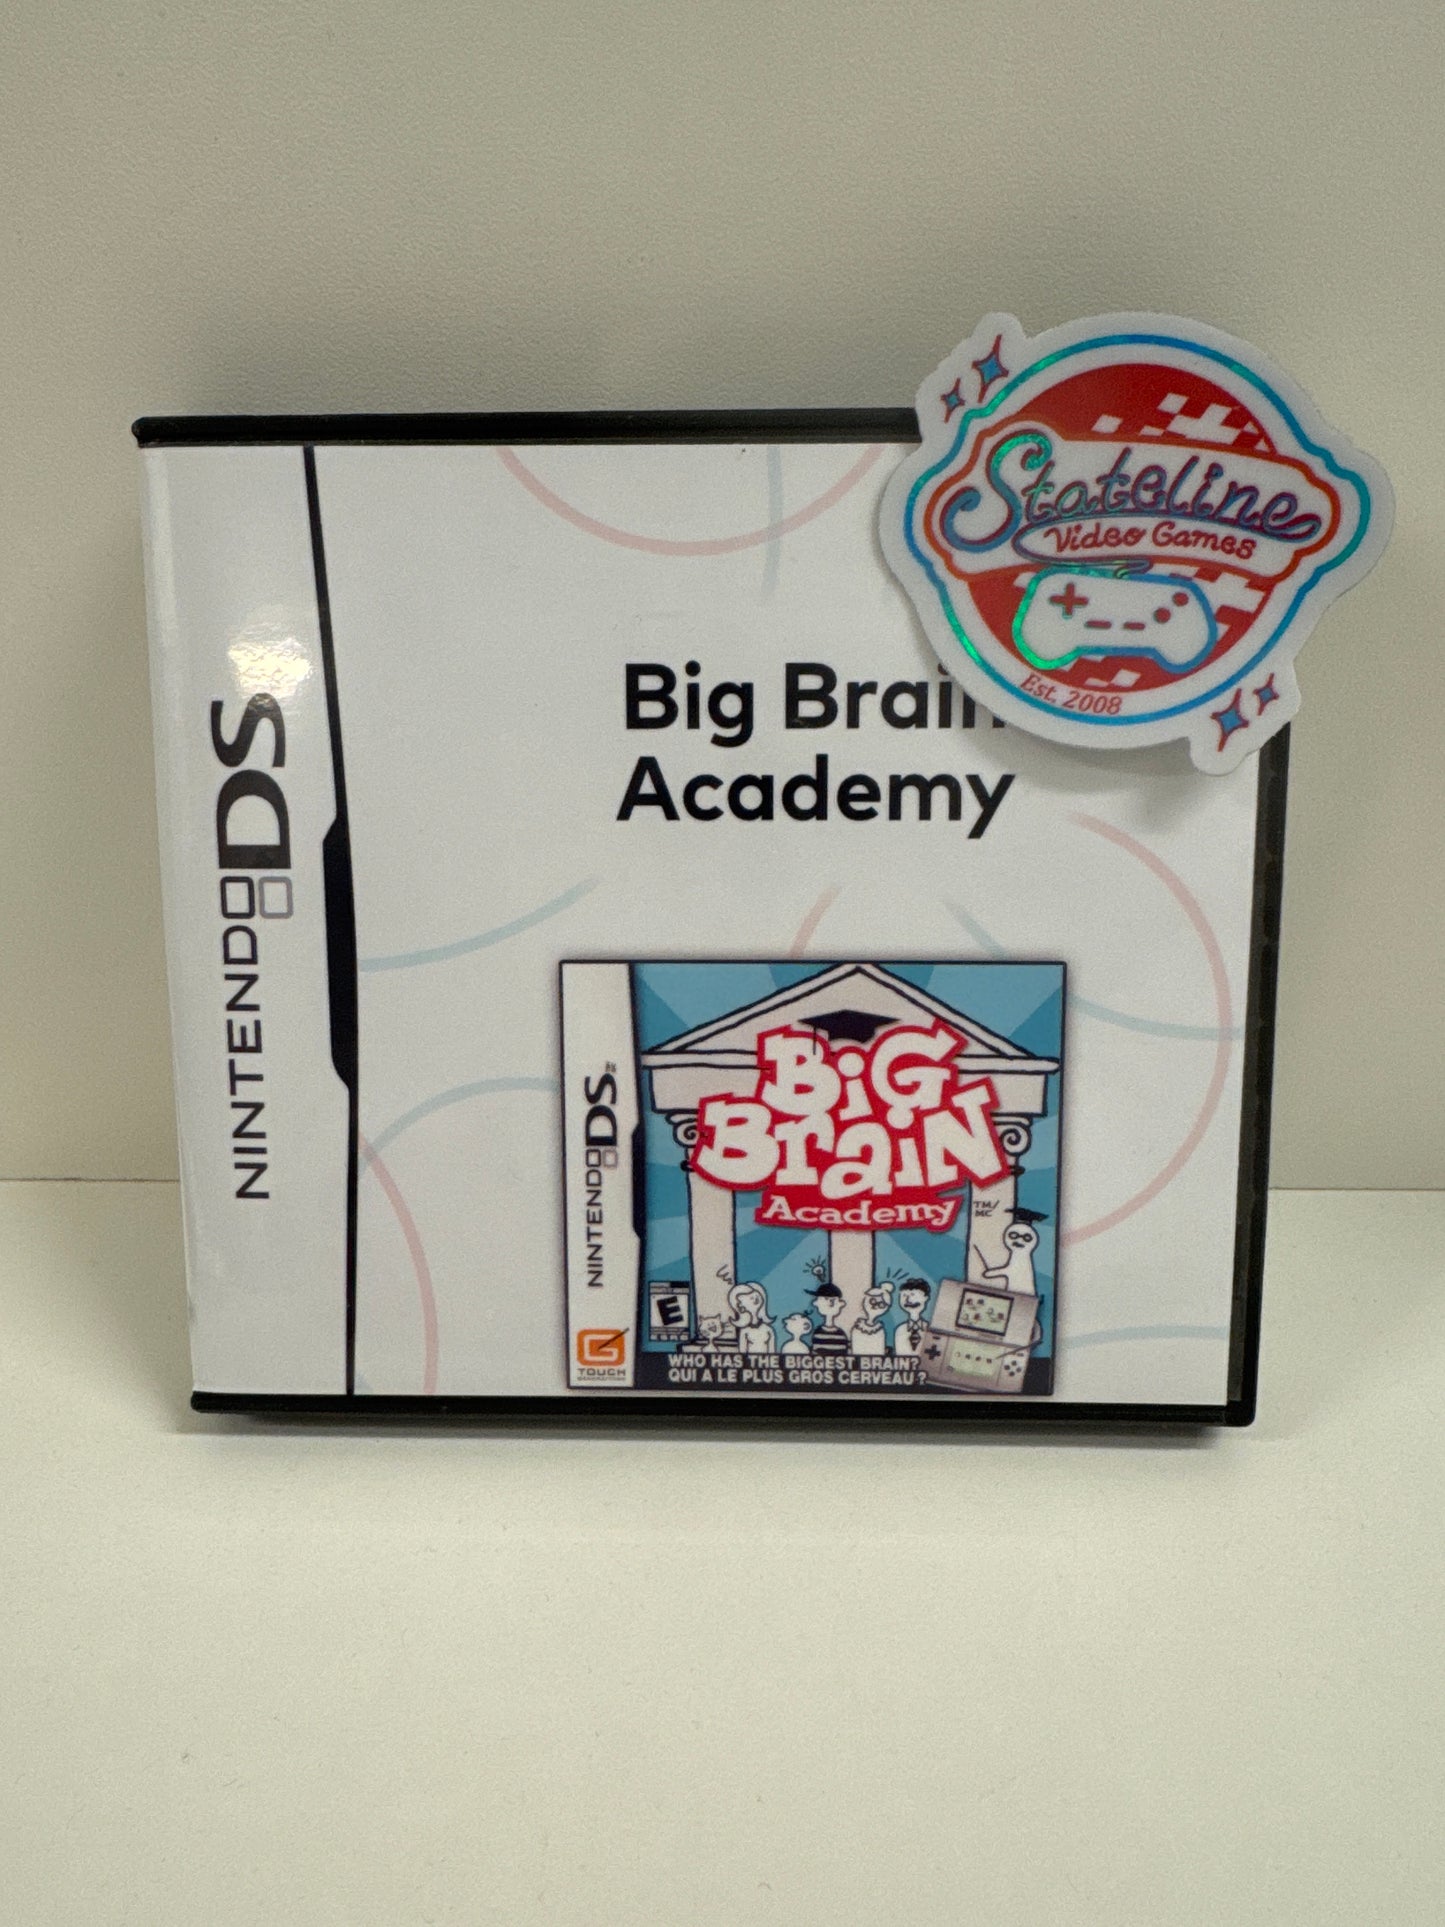 Stateline
Video Games
Est. 2008
NINTENDO DS
Big Brain
Academy
NINTENDO DS
BiG
BraiN
Academy
TM/
MC
E
TOUCH
WHO HAS THE BIGGEST BRAIN?
QUI A LE PLUS GROS CERVEAU?